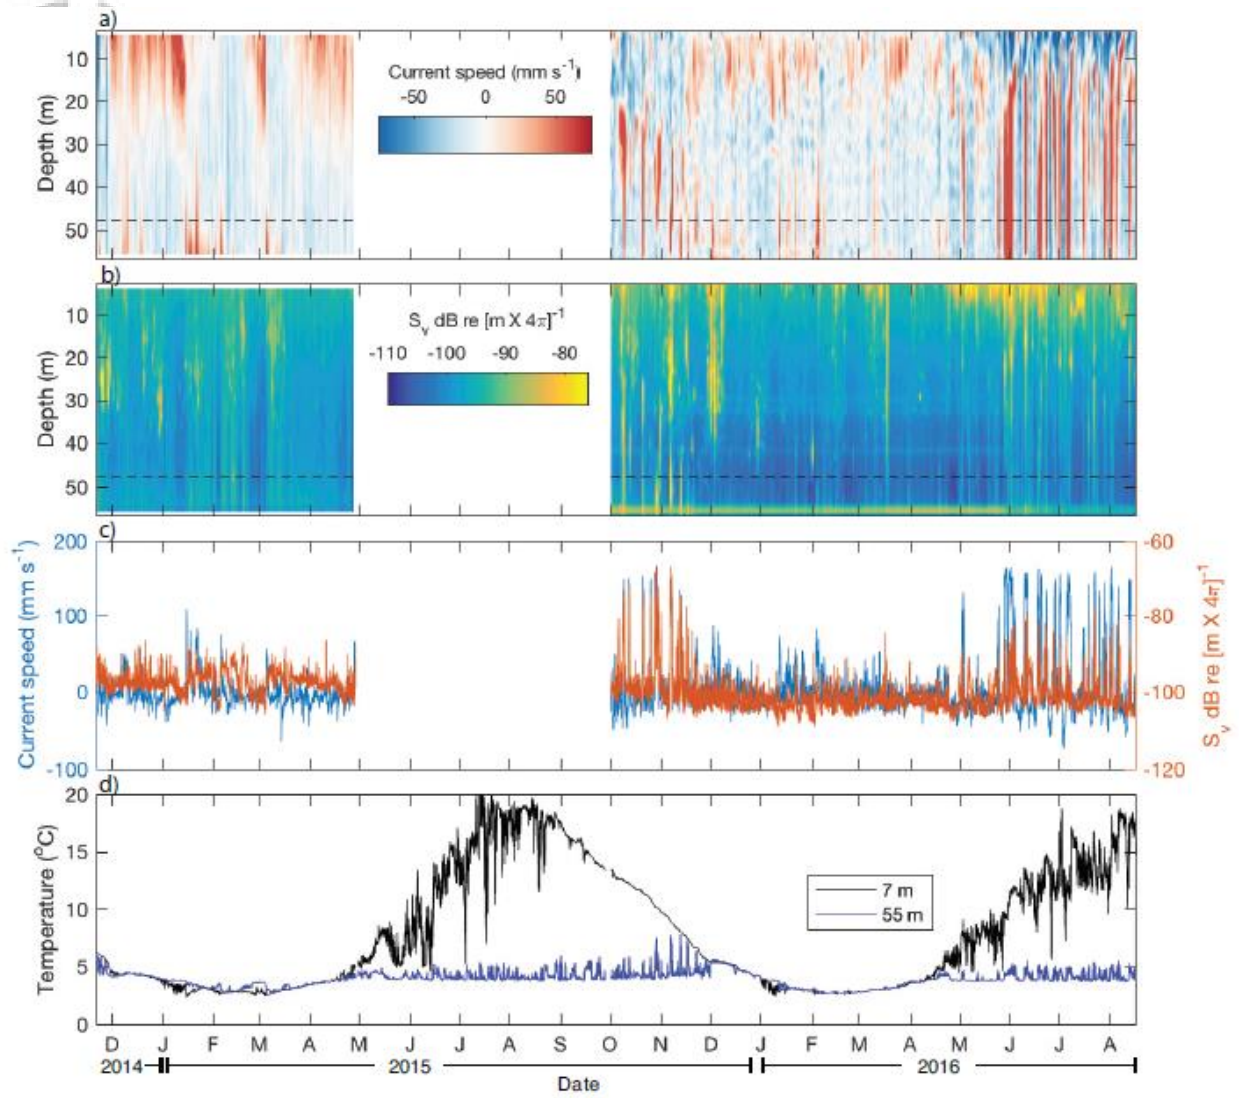 a)
Current speed (mm s⁻¹)
-50 0 50
10
20
30
40
50
Depth (m)
b)
Sᵥ dB re [m X 4π]⁻¹
-110 -100 -90 -80
10
20
30
40
50
Depth (m)
c)
200
100
0
-100
Current speed (mm s⁻¹)
-60
-80
-100
-120
Sᵥ dB re [m X 4π]⁻¹
d)
20
15
10
5
0
Temperature (°C)
7 m
55 m
D J F M A M J J A S O N D J F M A M J J A
2014 2015 2016
Date